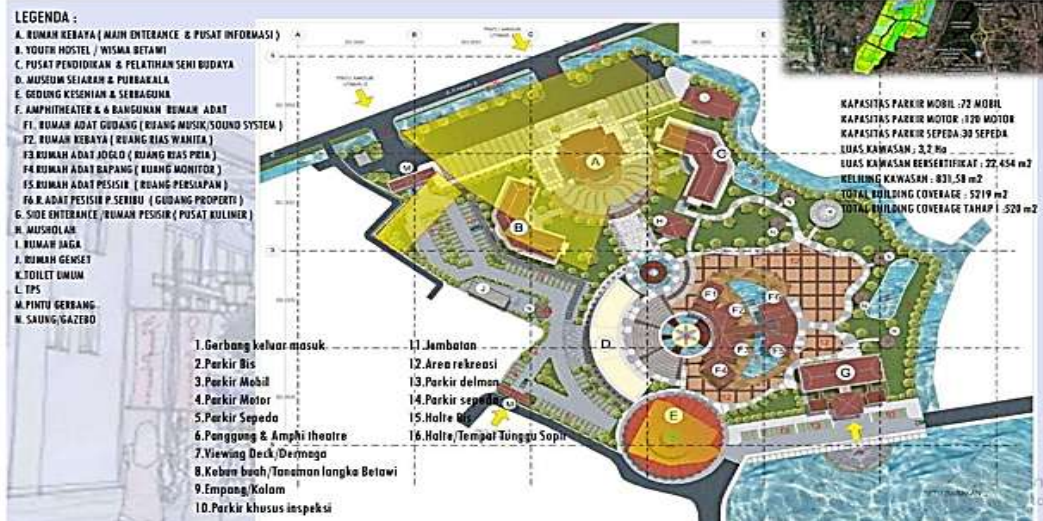 LEGENDA :
A. RUMAH KEBAYA ( MAIN ENTERANCE & PUSAT INFORMASI )
B. YOUTH HOSTEL / WISMA BETAWI
C. PUSAT PENDIDIKAN & PELATIHAN SENI BUDAYA
D. MUSEUM SEJARAH & PURBAKALA
E. GEDUNG KESENIAN & SERBAGUNA
F. AMPHITHEATER & 6 BANGUNAN RUMAH ADAT
F1. RUMAH ADAT GUDANG ( RUANG MUSIK/SOUND SYSTEM )
F2. RUMAH KEBAYA ( RUANG RIAS WANITA )
F3.RUMAH ADAT JOGLO ( RUANG RIAS PRIA )
F4.RUMAH ADAT BAPANG ( RUANG MONITOR )
F5.RUMAH ADAT PESISIR ( RUANG PERSIAPAN )
F6 R.ADAT PESISIR P.SERIBU ( GUDANG PROPERTI )
G. SIDE ENTERANCE /RUMAH PESISIR ( PUSAT KULINER )
H. MUSHOLAH
I. RUMAH JAGA
J. RUMAH GENSET
K.TOILET UMUM
L. TPS
M.PINTU GERBANG
N. SAUNG/GAZEBO
1.Gerbang keluar masuk
2.Parkir Bis
3.Parkir Mobil
4.Parkir Motor
5.Parkir Sepeda
6.Panggung & Amphi theatre
7.Viewing Deck/Dermaga
8.Kebun buah/Tanaman langka Betawi
9.Empang/Kolam
10.Parkir khusus inspeksi
11.Jembatan
12.Area rekreasi
13.Parkir delman
14.Parkir sepeda
15.Halte Bis
16.Halte/Tempat Tunggu Sopir
KAPASITAS PARKIR MOBIL :72 MOBIL
KAPASITAS PARKIR MOTOR :120 MOTOR
KAPASITAS PARKIR SEPEDA:30 SEPEDA
LUAS KAWASAN : 3,2 Ha
LUAS KAWASAN BERSERTIFIKAT : 22,454 m2
KELILING KAWASAN : 831,58 m2
TOTAL BUILDING COVERAGE : 5219 m2
TOTAL BUILDING COVERAGE TAHAP I :520 m2
A
B
C
E
M
A
C
B
H
J
D
F1
F2
F4
G
E
M